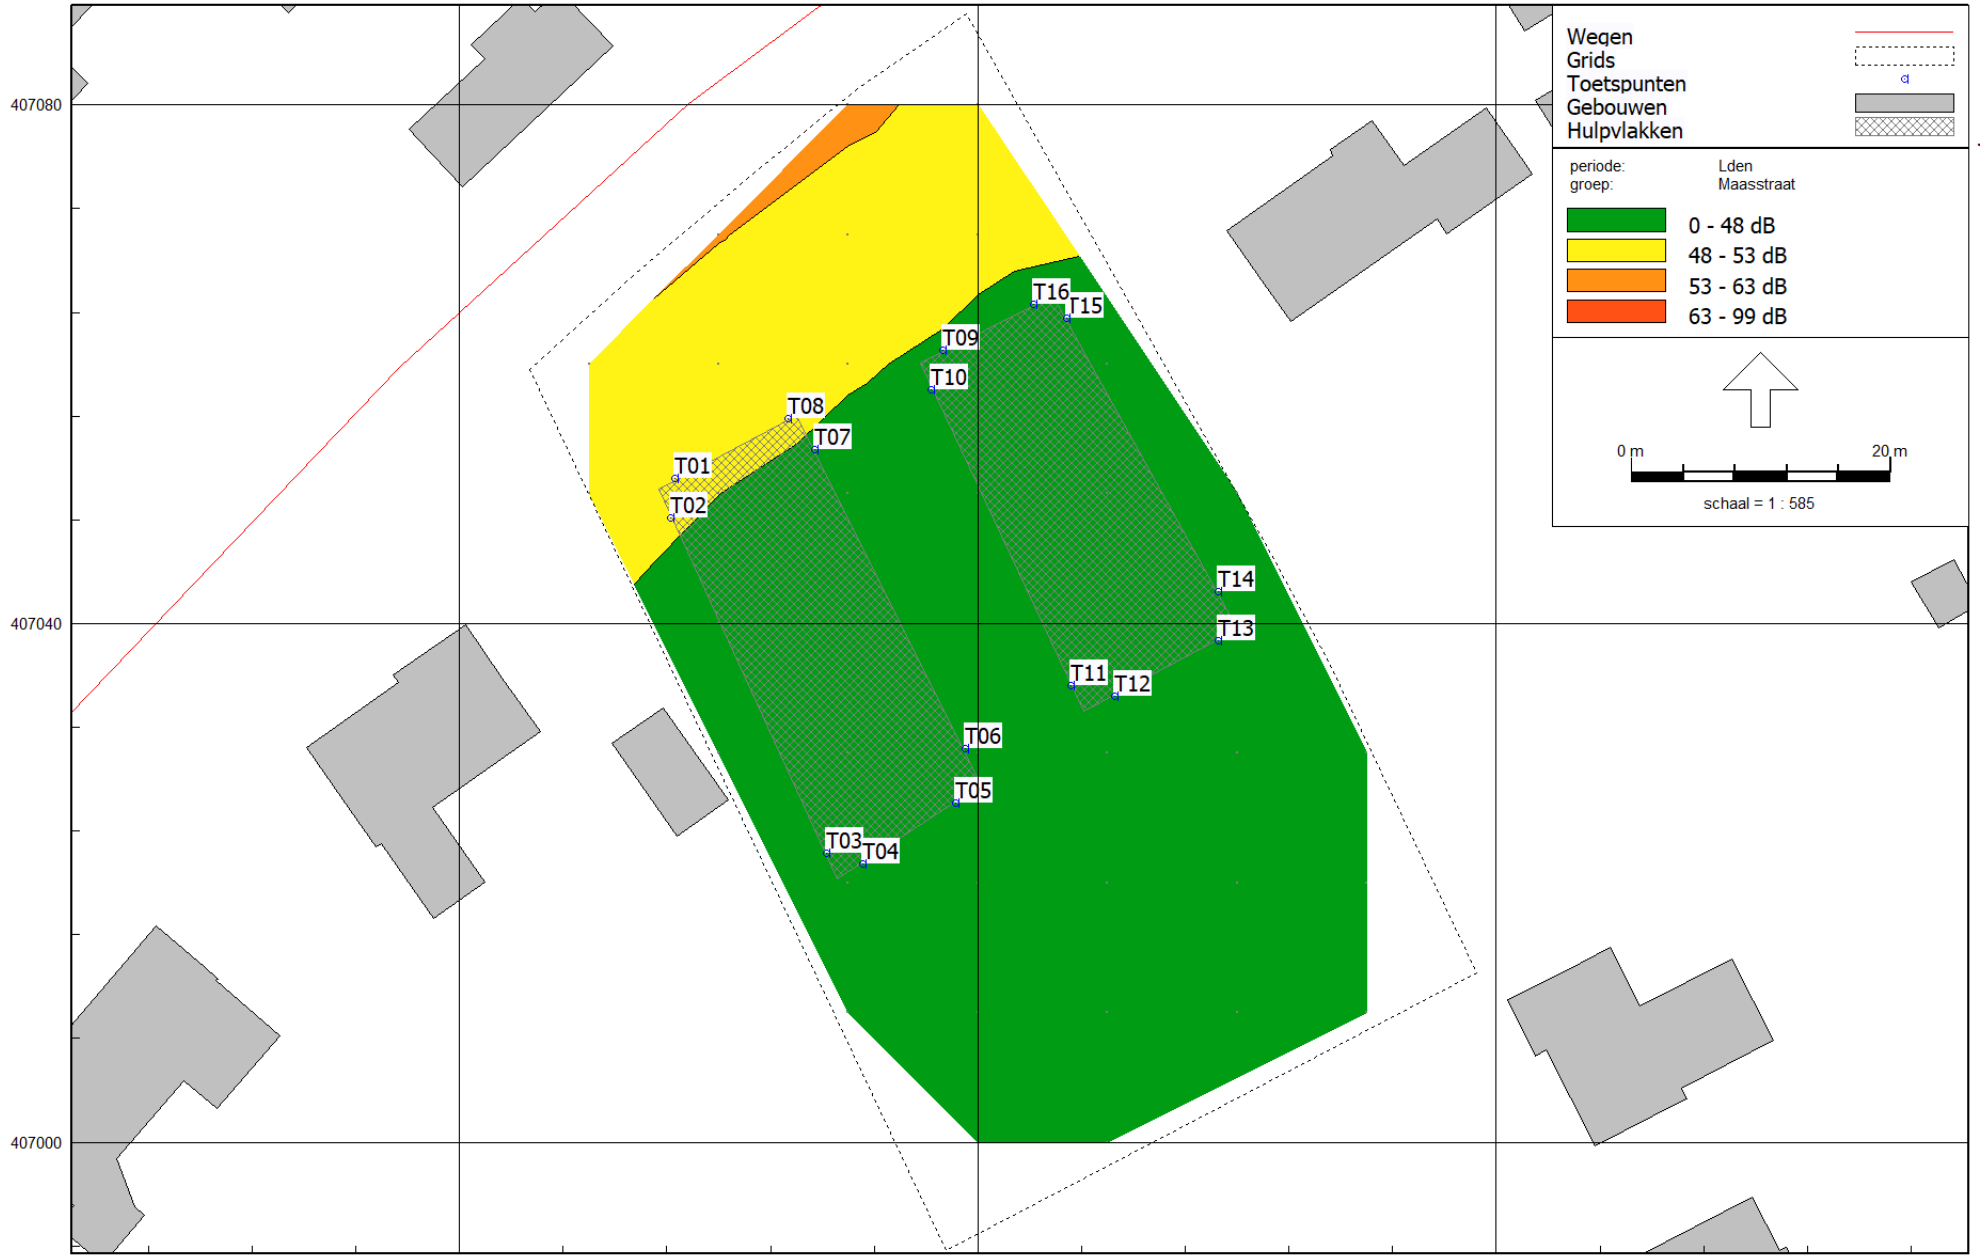 Wegen
Grids
Toetspunten
Gebouwen
Hulpvlakken
periode: Lden
groep: Maasstraat
0 - 48 dB
48 - 53 dB
53 - 63 dB
63 - 99 dB
0 m 20 m
schaal = 1 : 585
407080
T16
T15
T09
T10
T08
T07
T01
T02
T14
407040
T13
T11
T12
T06
T05
T03
T04
407000